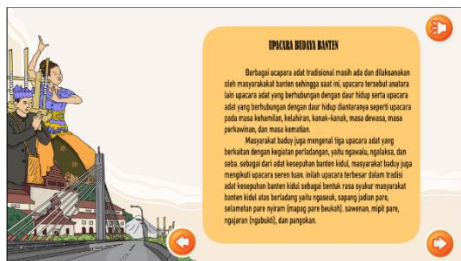 UPACARA BUDAYA BANTEN
Berbagai ucapara adat tradisional masih ada dan dilaksanakan
oleh masyarakakat banten sehingga saat ini, upacara tersebut anatara
lain upacara adat yang berhubungan dengan daur hidup serta upacara
adat yang berhubungan dengan daur hidup diantaranya seperti upacara
pada masa kehamilan, kelahiran, kanak-kanak, masa dewasa, masa
perkawinan, dan masa kematian.
Masyarakat baduy juga mengenal tiga upacara adat yang
berkaitan dengan kegiatan perladangan, yaitu ngawalu, ngalaksa, dan
seba. sebagai dari adat kesepuhan banten kidul, masyarakat baduy juga
mengikuti upacara seren tuan. inilah upacara terbesar dalam tradisi
adat kesepuhan banten kidul sebagai bentuk rasa syukur masyarakat
banten kidul atas berladang yaitu ngaseuk, sapang jadian pare,
selamatan pare nyiram (mapag pare beukah), sawenan, mipit pare,
ngajaran (ngabukti), dan pangokan.